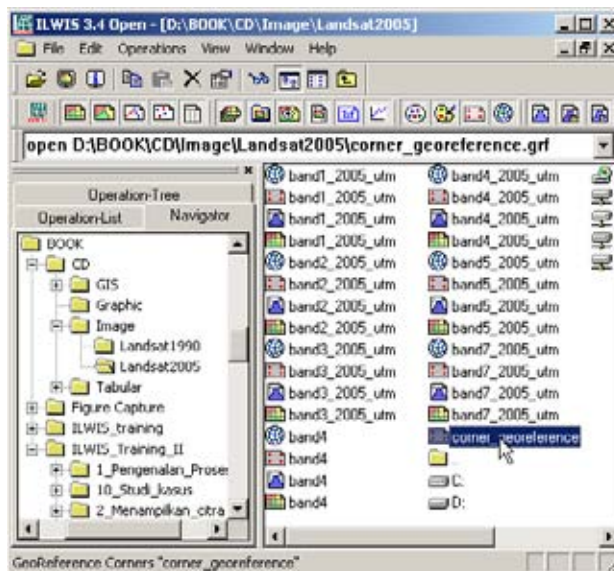 ILWIS 3.4 Open - [D:\BOOK\CD\Image\Landsat2005]
File Edit Operations View Window Help
open D:\BOOK\CD\Image\Landsat2005\corner_georeference.grf
Operation-Tree
Operation-List Navigator
BOOK
CD
GIS
Graphic
Image
Landsat1990
Landsat2005
Tabular
Figure Capture
ILWIS_training
ILWIS_Training_II
1_Pengenalan_Prose
10_Studi_kasus
2_Menampilkan_citra
band1_2005_utm
band1_2005_utm
band1_2005_utm
band1_2005_utm
band2_2005_utm
band2_2005_utm
band2_2005_utm
band2_2005_utm
band3_2005_utm
band3_2005_utm
band3_2005_utm
band3_2005_utm
band4
band4
band4
band4
band4_2005_utm
band4_2005_utm
band4_2005_utm
band4_2005_utm
band5_2005_utm
band5_2005_utm
band5_2005_utm
band5_2005_utm
band7_2005_utm
band7_2005_utm
band7_2005_utm
band7_2005_utm
corner_georeference
..
C:
D:
GeoReference Corners "corner_georeference"